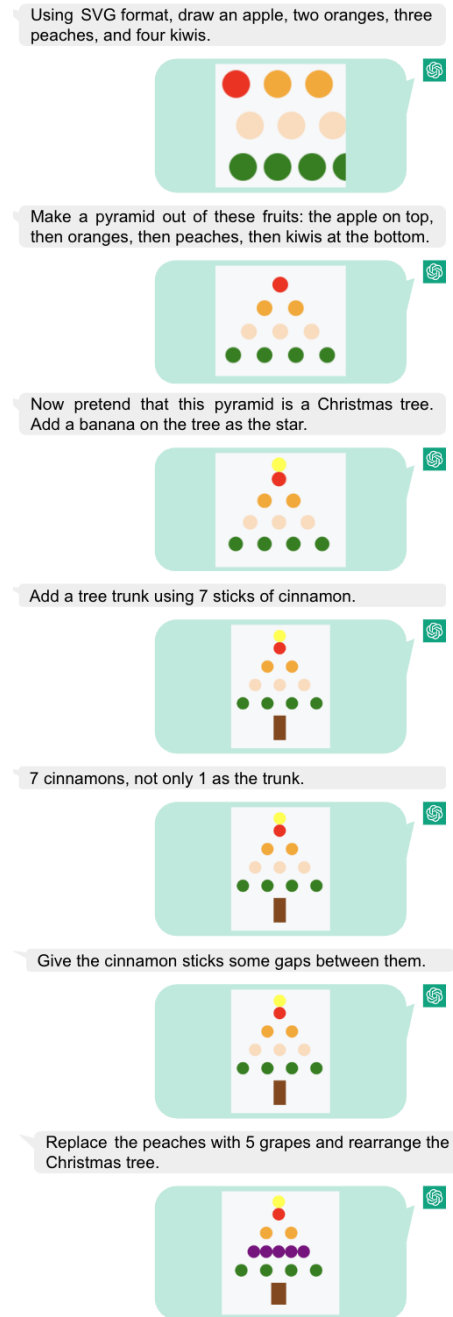 Using SVG format, draw an apple, two oranges, three
peaches, and four kiwis.
Make a pyramid out of these fruits: the apple on top,
then oranges, then peaches, then kiwis at the bottom.
Now pretend that this pyramid is a Christmas tree.
Add a banana on the tree as the star.
Add a tree trunk using 7 sticks of cinnamon.
7 cinnamons, not only 1 as the trunk.
Give the cinnamon sticks some gaps between them.
Replace the peaches with 5 grapes and rearrange the
Christmas tree.